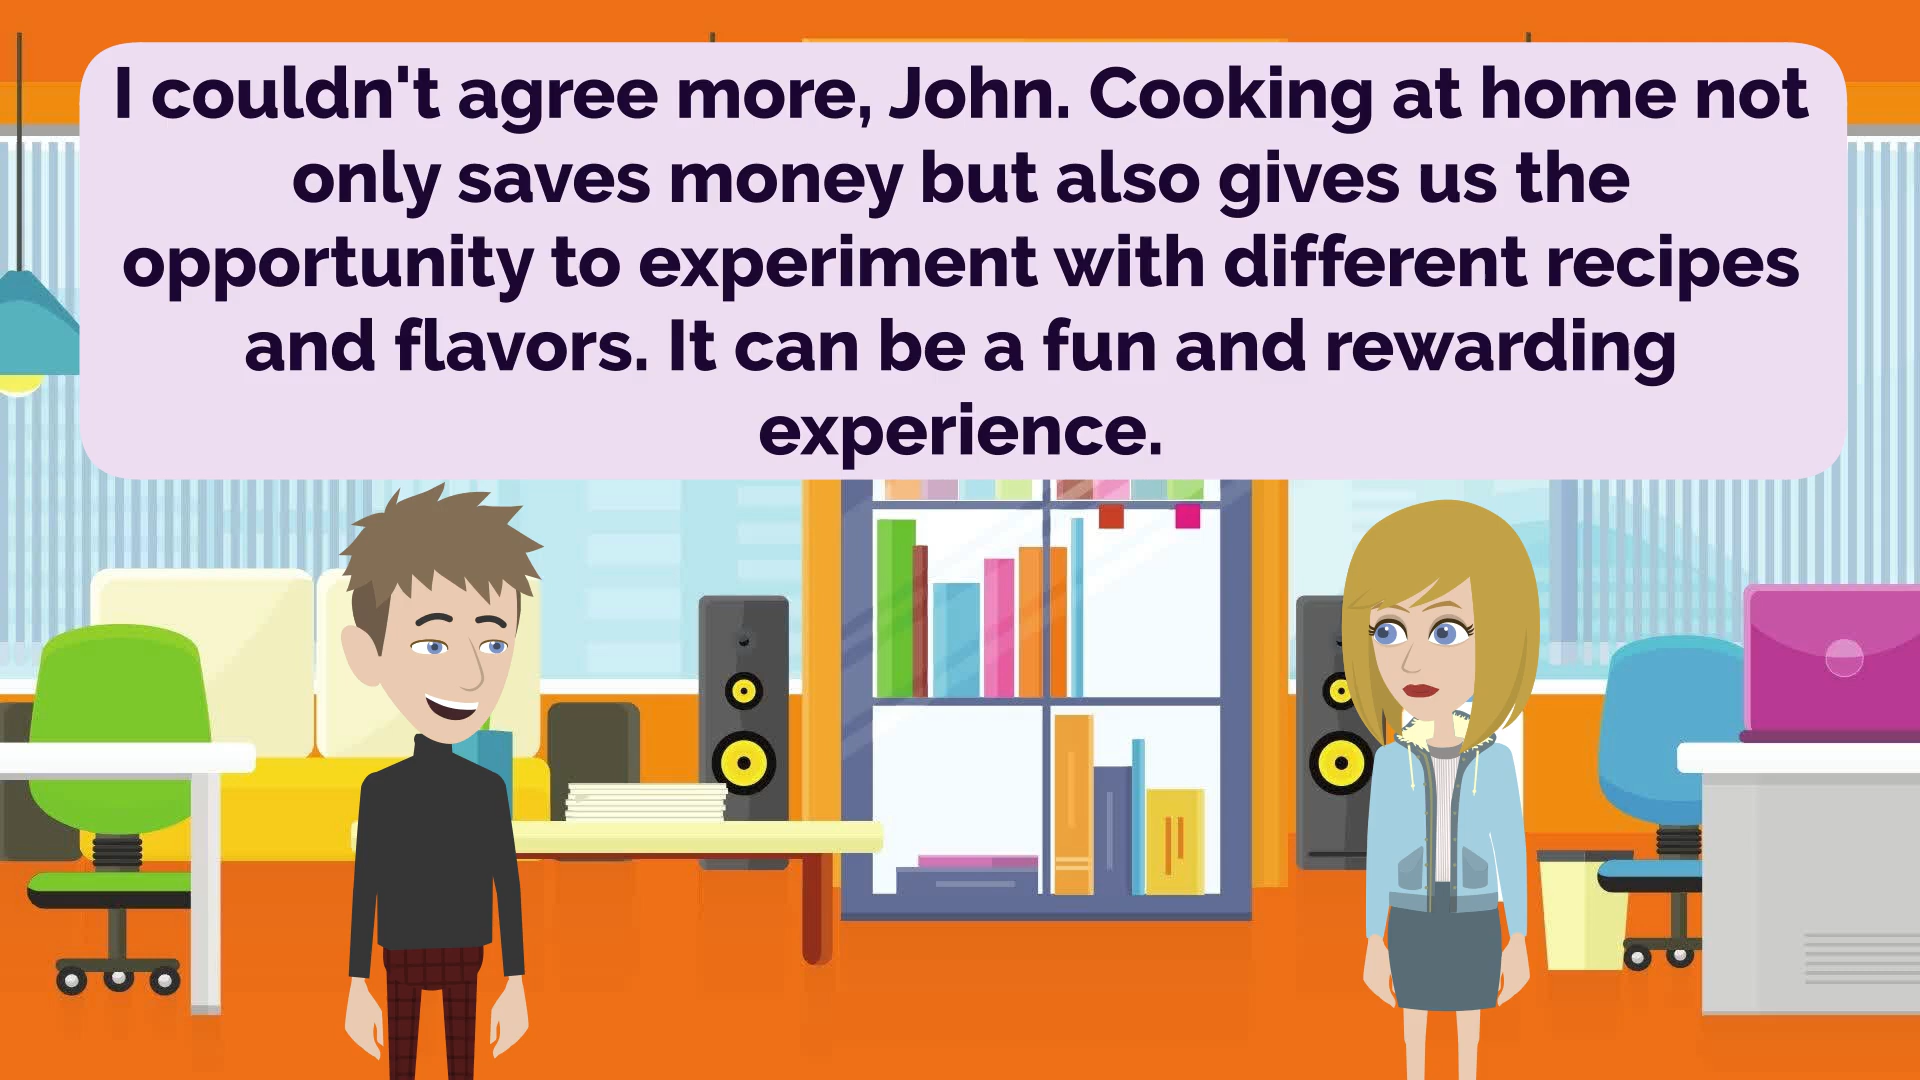 I couldn't agree more, John. Cooking at home not
only saves money but also gives us the
opportunity to experiment with different recipes
and flavors. It can be a fun and rewarding
experience.